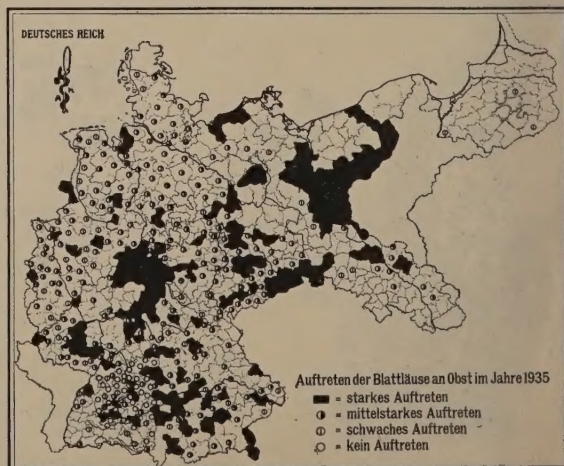 DEUTSCHES REICH
Auftreten der Blattläuse an Obst im Jahre 1935
= starkes Auftreten
= mittelstarkes Auftreten
= schwaches Auftreten
= kein Auftreten